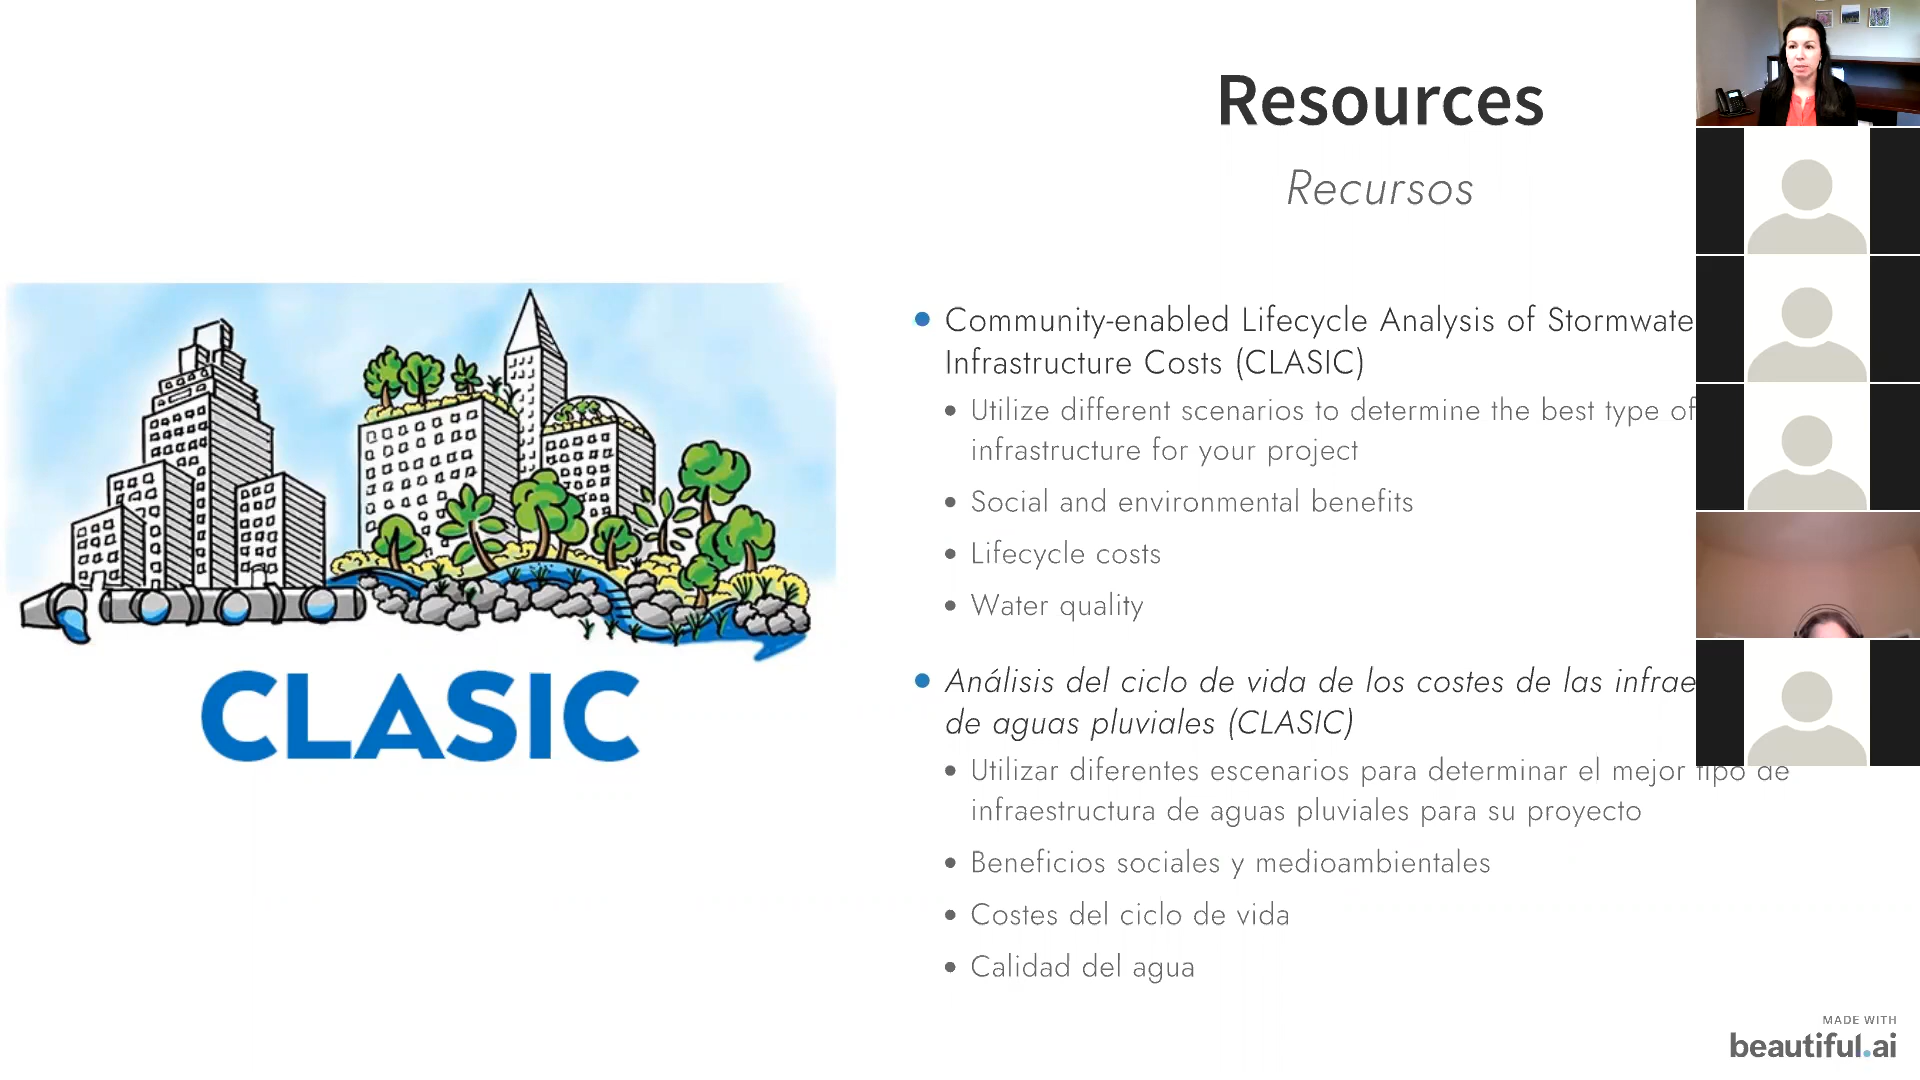 Resources
Recursos
Community-enabled Lifecycle Analysis of Stormwate
Infrastructure Costs (CLASIC)
Utilize different scenarios to determine the best type of
infrastructure for your project
Social and environmental benefits
Lifecycle costs
Water quality
Análisis del ciclo de vida de los costes de las infrae
de aguas pluviales (CLASIC)
Utilizar diferentes escenarios para determinar el mejor tipo de
infraestructura de aguas pluviales para su proyecto
Beneficios sociales y medioambientales
Costes del ciclo de vida
Calidad del agua
CLASIC
MADE WITH
beautiful.ai